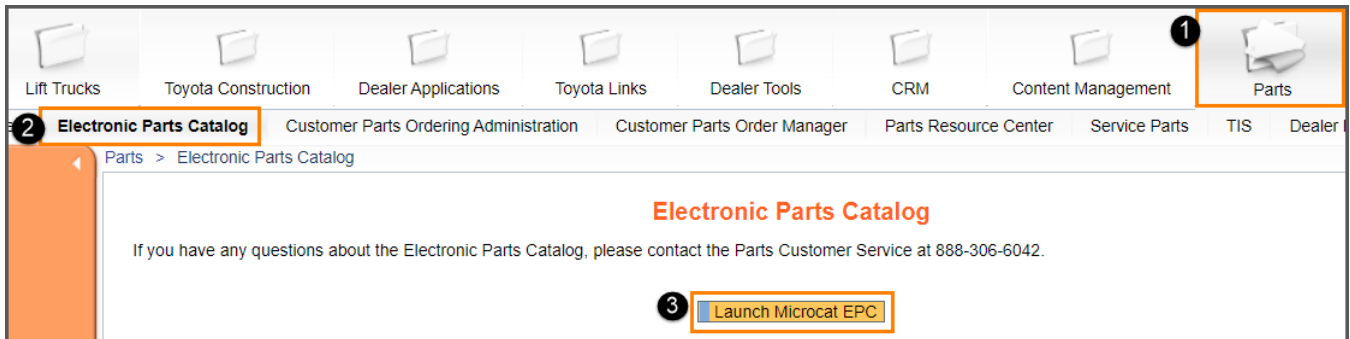 1
Lift Trucks Toyota Construction Dealer Applications Toyota Links Dealer Tools CRM Content Management Parts
2 Electronic Parts Catalog Customer Parts Ordering Administration Customer Parts Order Manager Parts Resource Center Service Parts TIS Dealer
Parts > Electronic Parts Catalog
Electronic Parts Catalog
If you have any questions about the Electronic Parts Catalog, please contact the Parts Customer Service at 888-306-6042.
3 Launch Microcat EPC